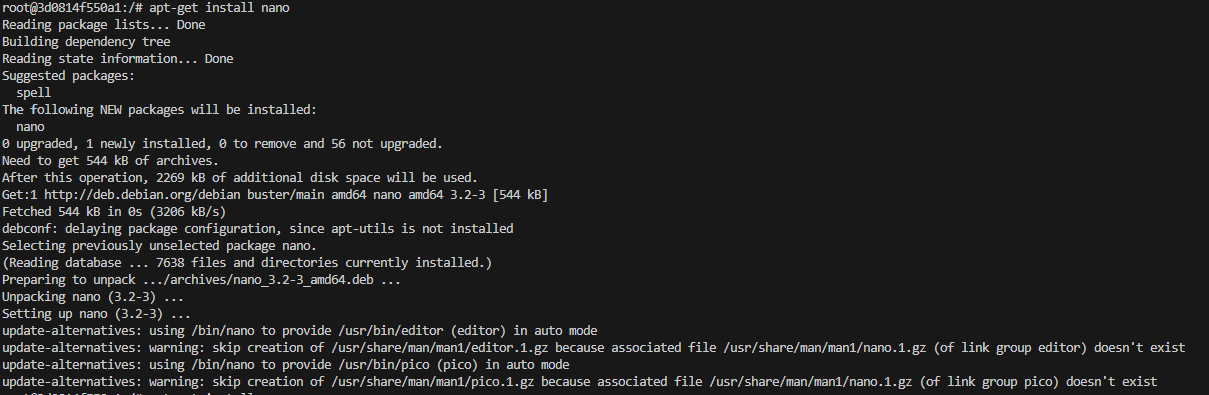 root@3d0814f550a1:/# apt-get install nano
Reading package lists... Done
Building dependency tree
Reading state information... Done
Suggested packages:
  spell
The following NEW packages will be installed:
  nano
0 upgraded, 1 newly installed, 0 to remove and 56 not upgraded.
Need to get 544 kB of archives.
After this operation, 2269 kB of additional disk space will be used.
Get:1 http://deb.debian.org/debian buster/main amd64 nano amd64 3.2-3 [544 kB]
Fetched 544 kB in 0s (3206 kB/s)
debconf: delaying package configuration, since apt-utils is not installed
Selecting previously unselected package nano.
(Reading database ... 7638 files and directories currently installed.)
Preparing to unpack .../archives/nano_3.2-3_amd64.deb ...
Unpacking nano (3.2-3) ...
Setting up nano (3.2-3) ...
update-alternatives: using /bin/nano to provide /usr/bin/editor (editor) in auto mode
update-alternatives: warning: skip creation of /usr/share/man/man1/editor.1.gz because associated file /usr/share/man/man1/nano.1.gz (of link group editor) doesn't exist
update-alternatives: using /bin/nano to provide /usr/bin/pico (pico) in auto mode
update-alternatives: warning: skip creation of /usr/share/man/man1/pico.1.gz because associated file /usr/share/man/man1/nano.1.gz (of link group pico) doesn't exist